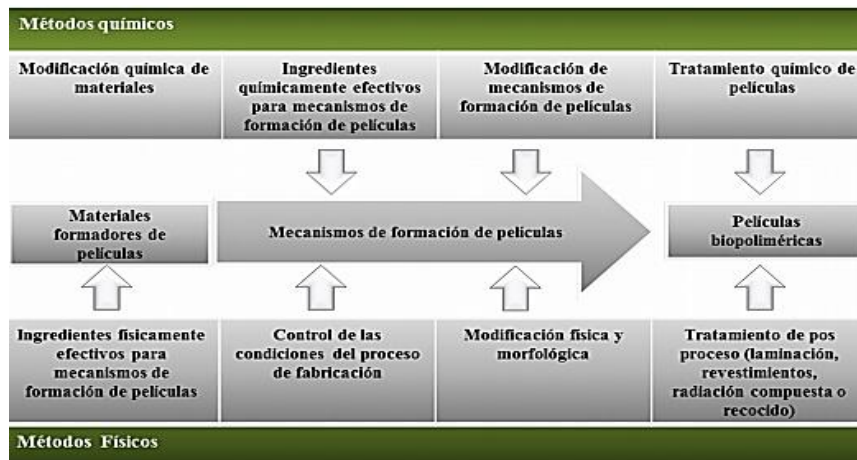 Métodos químicos
Modificación química de
materiales
Ingredientes
químicamente efectivos
para mecanismos de
formación de películas
Modificación de
mecanismos de
formación de películas
Tratamiento químico de
películas
Materiales
formadores de
películas
Mecanismos de formación de películas
Películas
biopoliméricas
Ingredientes físicamente
efectivos para
mecanismos de
formación de películas
Control de las
condiciones del proceso
de fabricación
Modificación física y
morfológica
Tratamiento de pos
proceso (laminación,
revestimientos,
radiación compuesta o
recocido)
Métodos Físicos